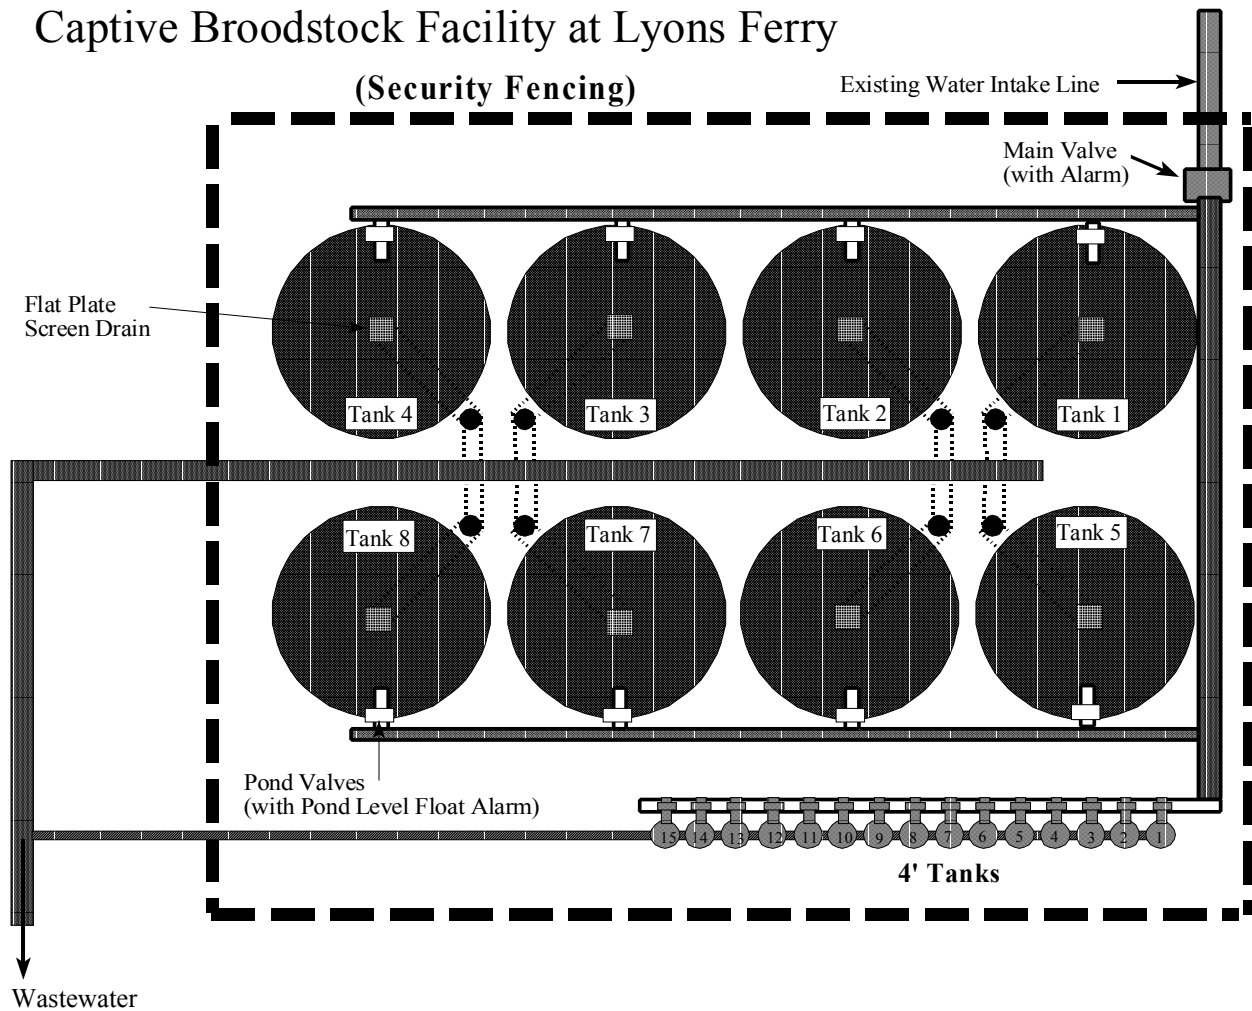 Captive Broodstock Facility at Lyons Ferry
(Security Fencing)
Existing Water Intake Line
Main Valve
(with Alarm)
Flat Plate
Screen Drain
Tank 4
Tank 3
Tank 2
Tank 1
Tank 8
Tank 7
Tank 6
Tank 5
Pond Valves
(with Pond Level Float Alarm)
15 14 13 12 11 10 9 8 7 6 5 4 3 2 1
4' Tanks
Wastewater